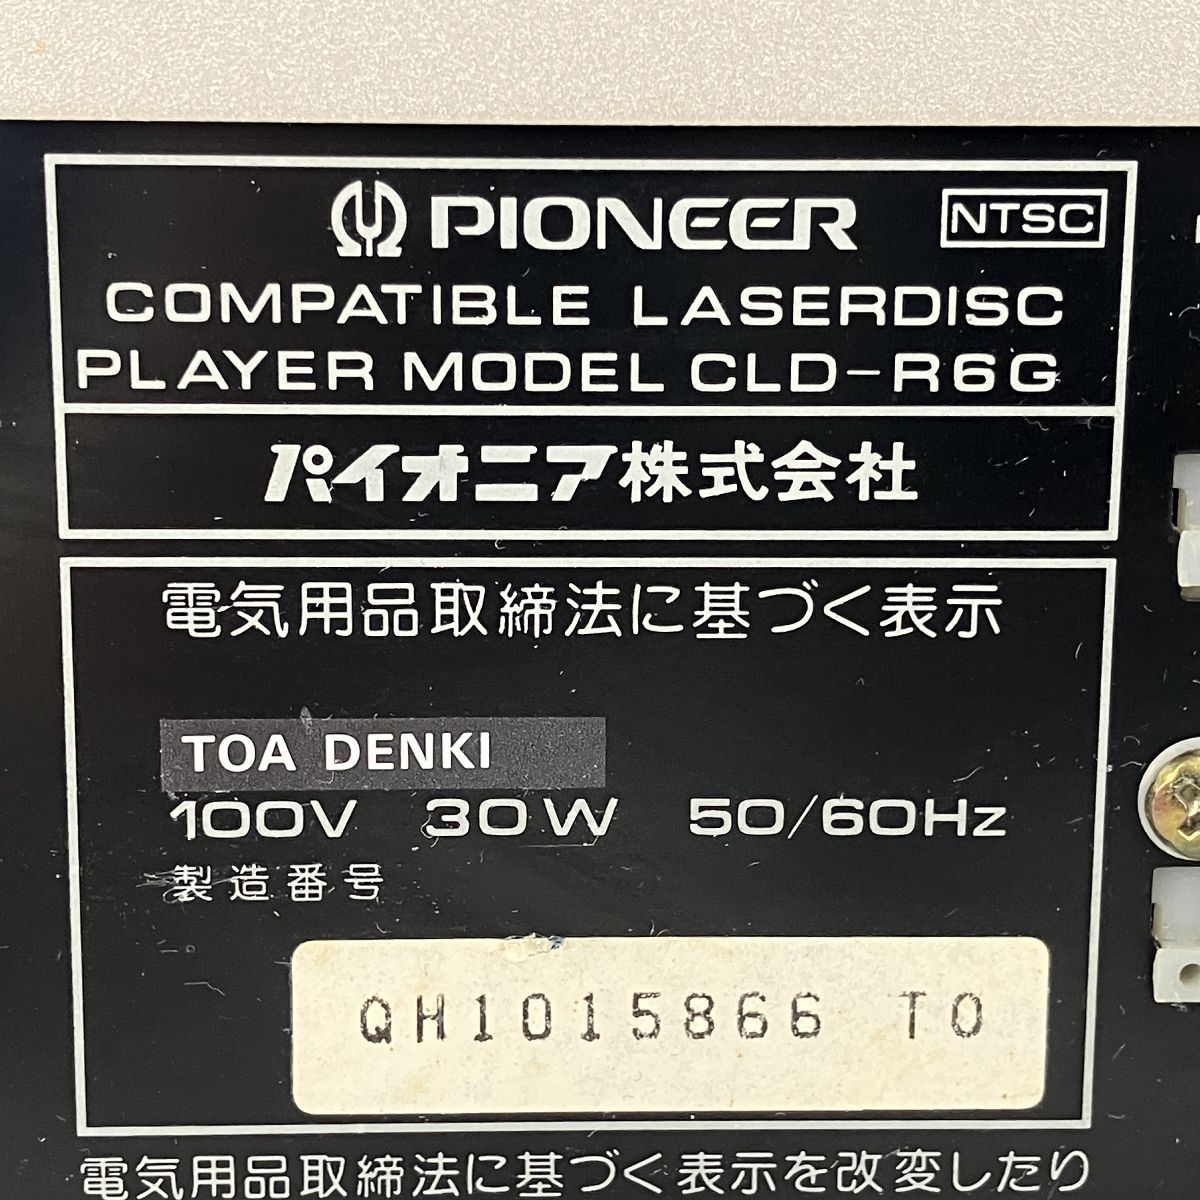 PIONEER NTSC
COMPATIBLE LASERDISC
PLAYER MODEL CLD-R6G
パイオニア株式会社
電気用品取締法に基づく表示
TOA DENKI
100V 30W 50/60Hz
製造番号
QH1015866 TO
電気用品取締法に基づく表示を改変したり